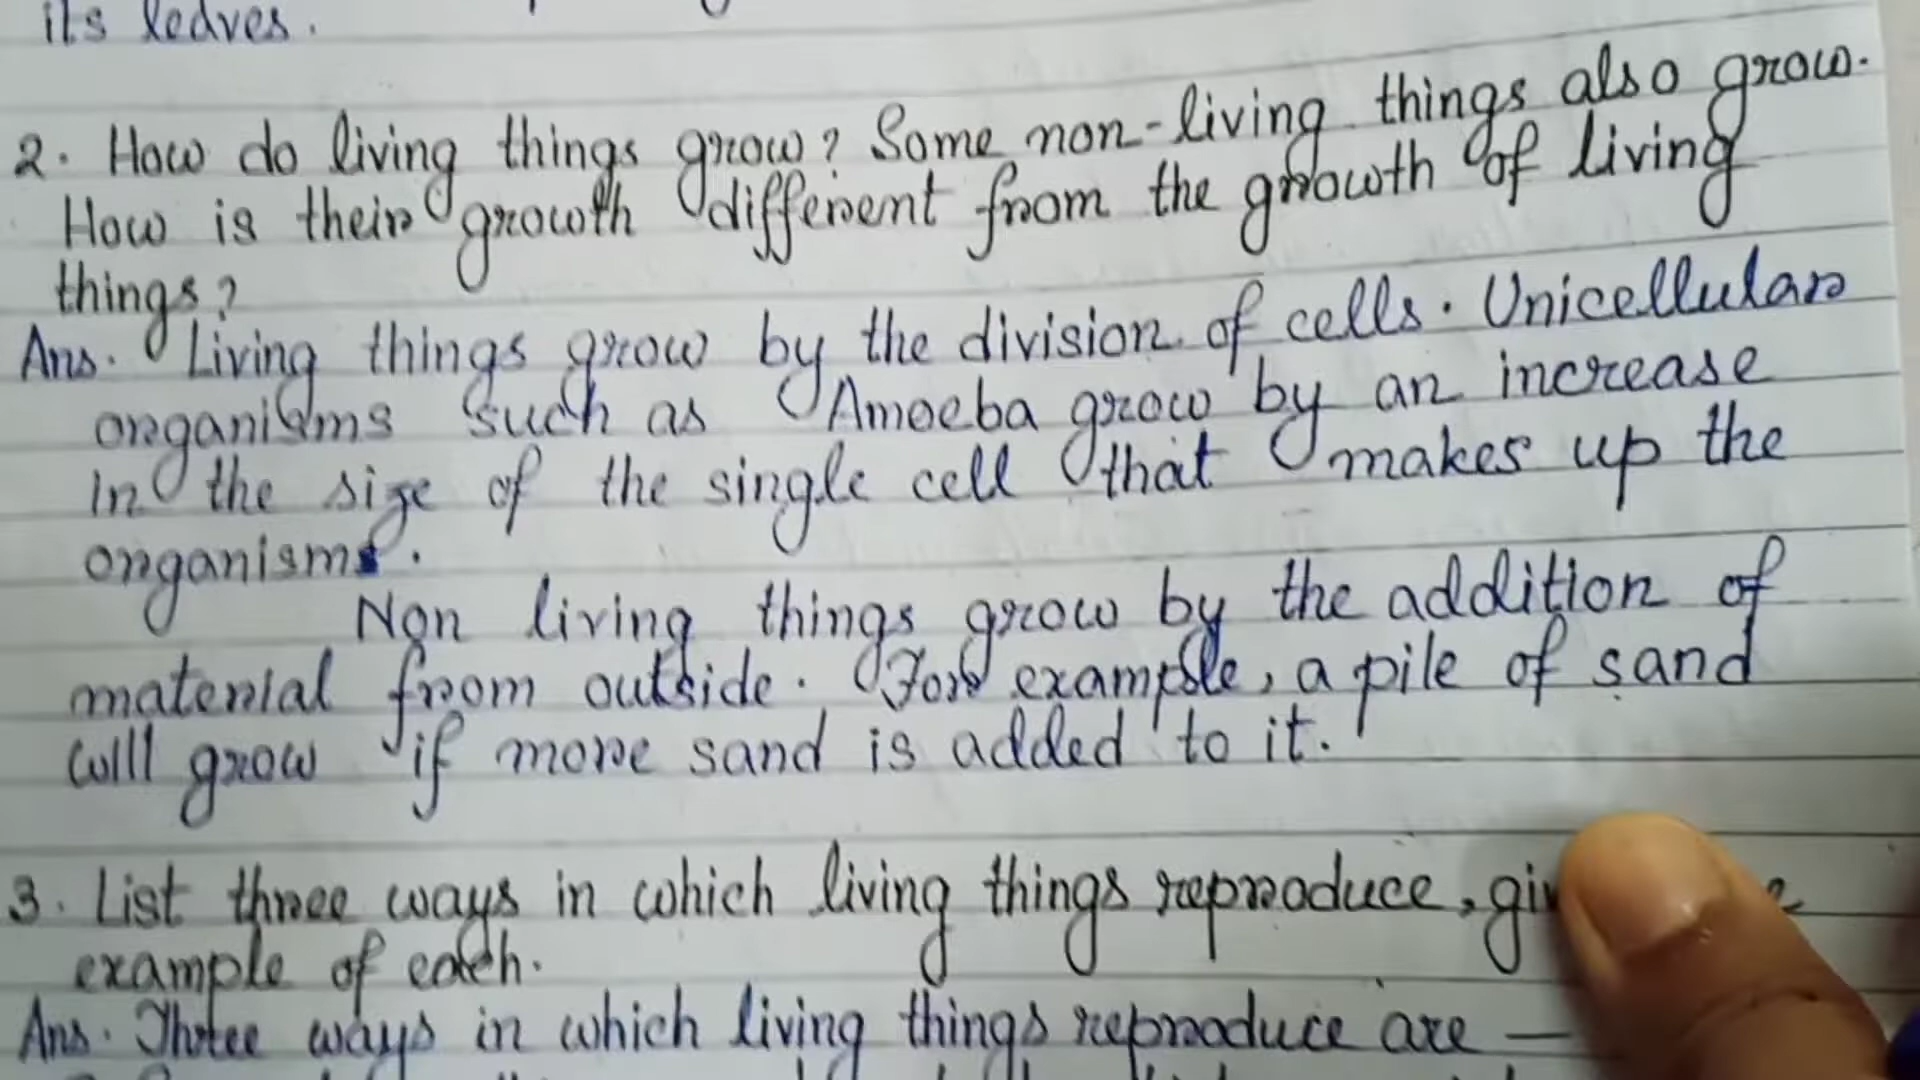 its leaves.
2. How do living things grow? Some non-living things also grow.
How is their growth different from the growth of living
things?
Ans. Living things grow by the division of cells. Unicellular
organisms such as Amoeba grow by an increase
in the size of the single cell that makes up the
organism.
Non living things grow by the addition of
material from outside. For example, a pile of sand
will grow if more sand is added to it.
3. List three ways in which living things reproduce,
example of each.
Ans. Three ways in which living things reproduce are —